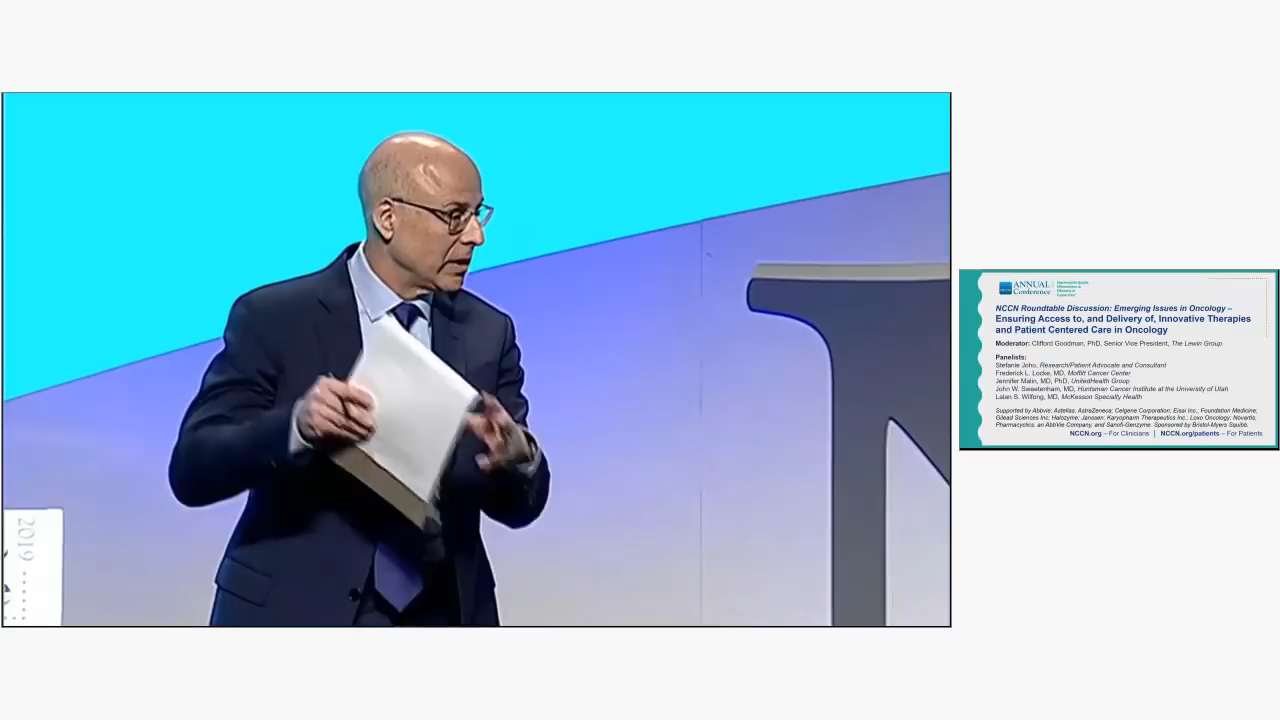 2019
NCCN
ANNUAL
Conference
NCCN Roundtable Discussion: Emerging Issues in Oncology –
Ensuring Access to, and Delivery of, Innovative Therapies
and Patient Centered Care in Oncology
Moderator: Clifford Goodman, PhD, Senior Vice President, The Lewin Group
Panelists:
Stefanie Joho, Research/Patient Advocate and Consultant
Frederick L. Locke, MD, Moffitt Cancer Center
Jennifer Malin, MD, PhD, UnitedHealth Group
John W. Sweetenham, MD, Huntsman Cancer Institute at the University of Utah
Lalan S. Wilfong, MD, McKesson Specialty Health
Supported by Abbvie; Astellas; AstraZeneca; Celgene Corporation; Eisai Inc.; Foundation Medicine;
Gilead Sciences Inc; Halozyme; Janssen; Karyopharm Therapeutics Inc.; Loxo Oncology; Novartis.
Pharmacyclics, an AbbVie Company, and Sanofi-Genzyme. Sponsored by Bristol-Myers Squibb.
NCCN.org – For Clinicians | NCCN.org/patients – For Patients